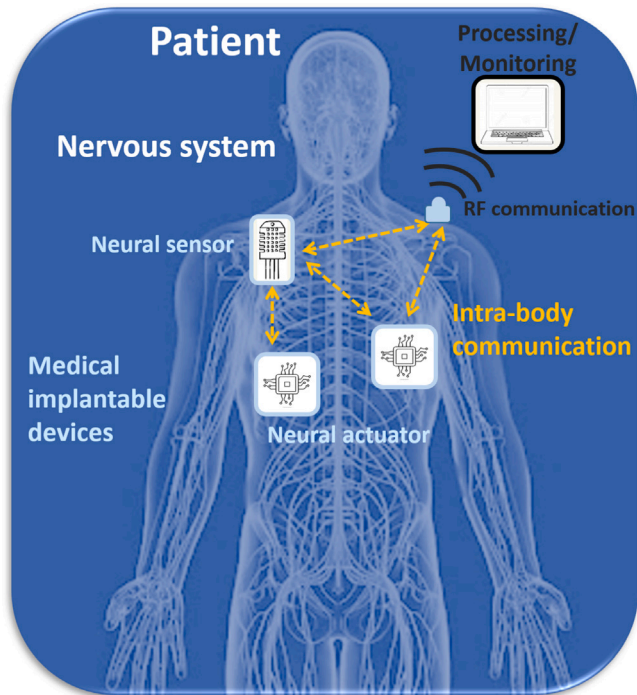 Patient
Processing/
Monitoring
Nervous system
RF communication
Neural sensor
Intra-body
communication
Medical
implantable
devices
Neural actuator